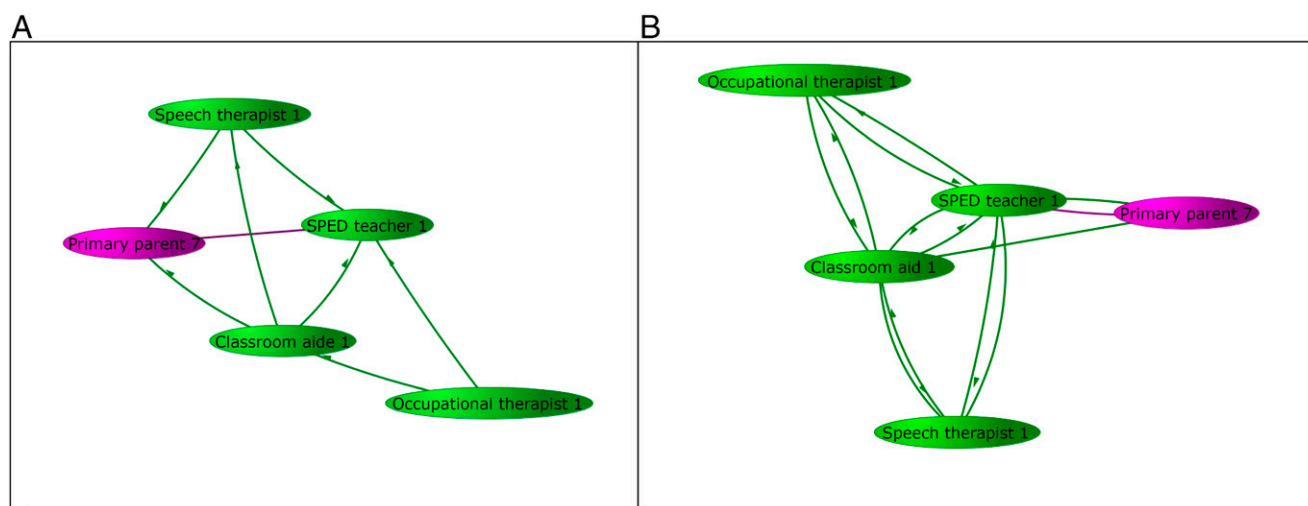 A
Speech therapist 1
SPED teacher 1
Primary parent 7
Classroom aide 1
Occupational therapist 1
B
Occupational therapist 1
SPED teacher 1
Primary parent 7
Classroom aid 1
Speech therapist 1